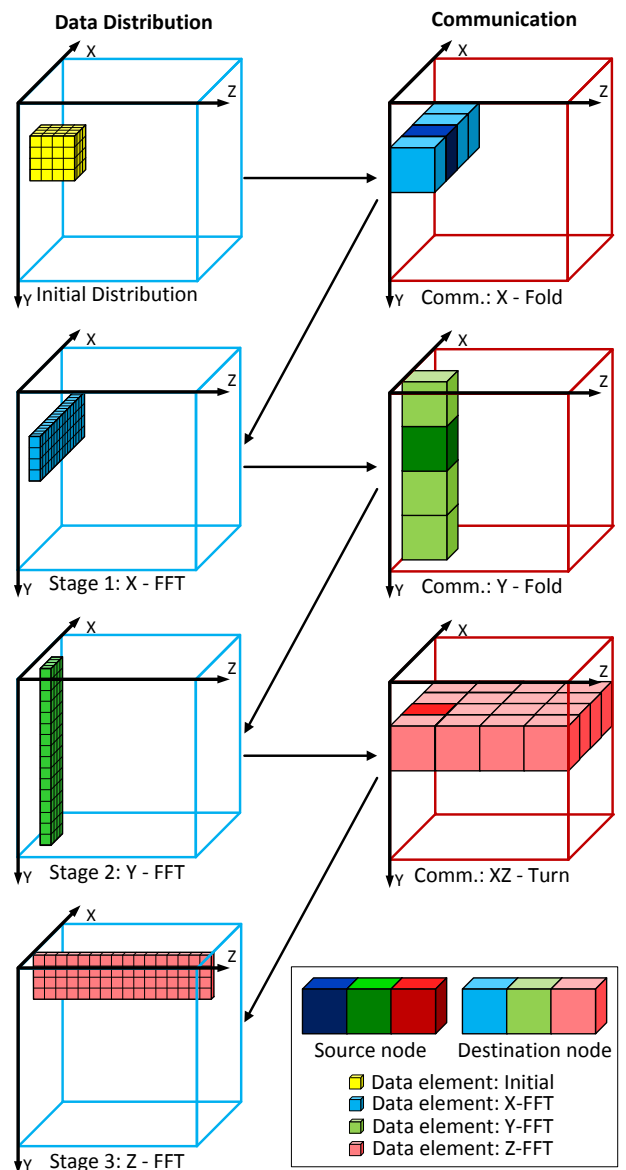 Data Distribution
Communication
X
Z
Y
Initial Distribution
X
Z
Y
Comm.: X - Fold
X
Z
Y
Stage 1: X - FFT
X
Z
Y
Comm.: Y - Fold
X
Z
Y
Stage 2: Y - FFT
X
Z
Y
Comm.: XZ - Turn
X
Z
Y
Stage 3: Z - FFT
Source node
Destination node
Data element: Initial
Data element: X-FFT
Data element: Y-FFT
Data element: Z-FFT